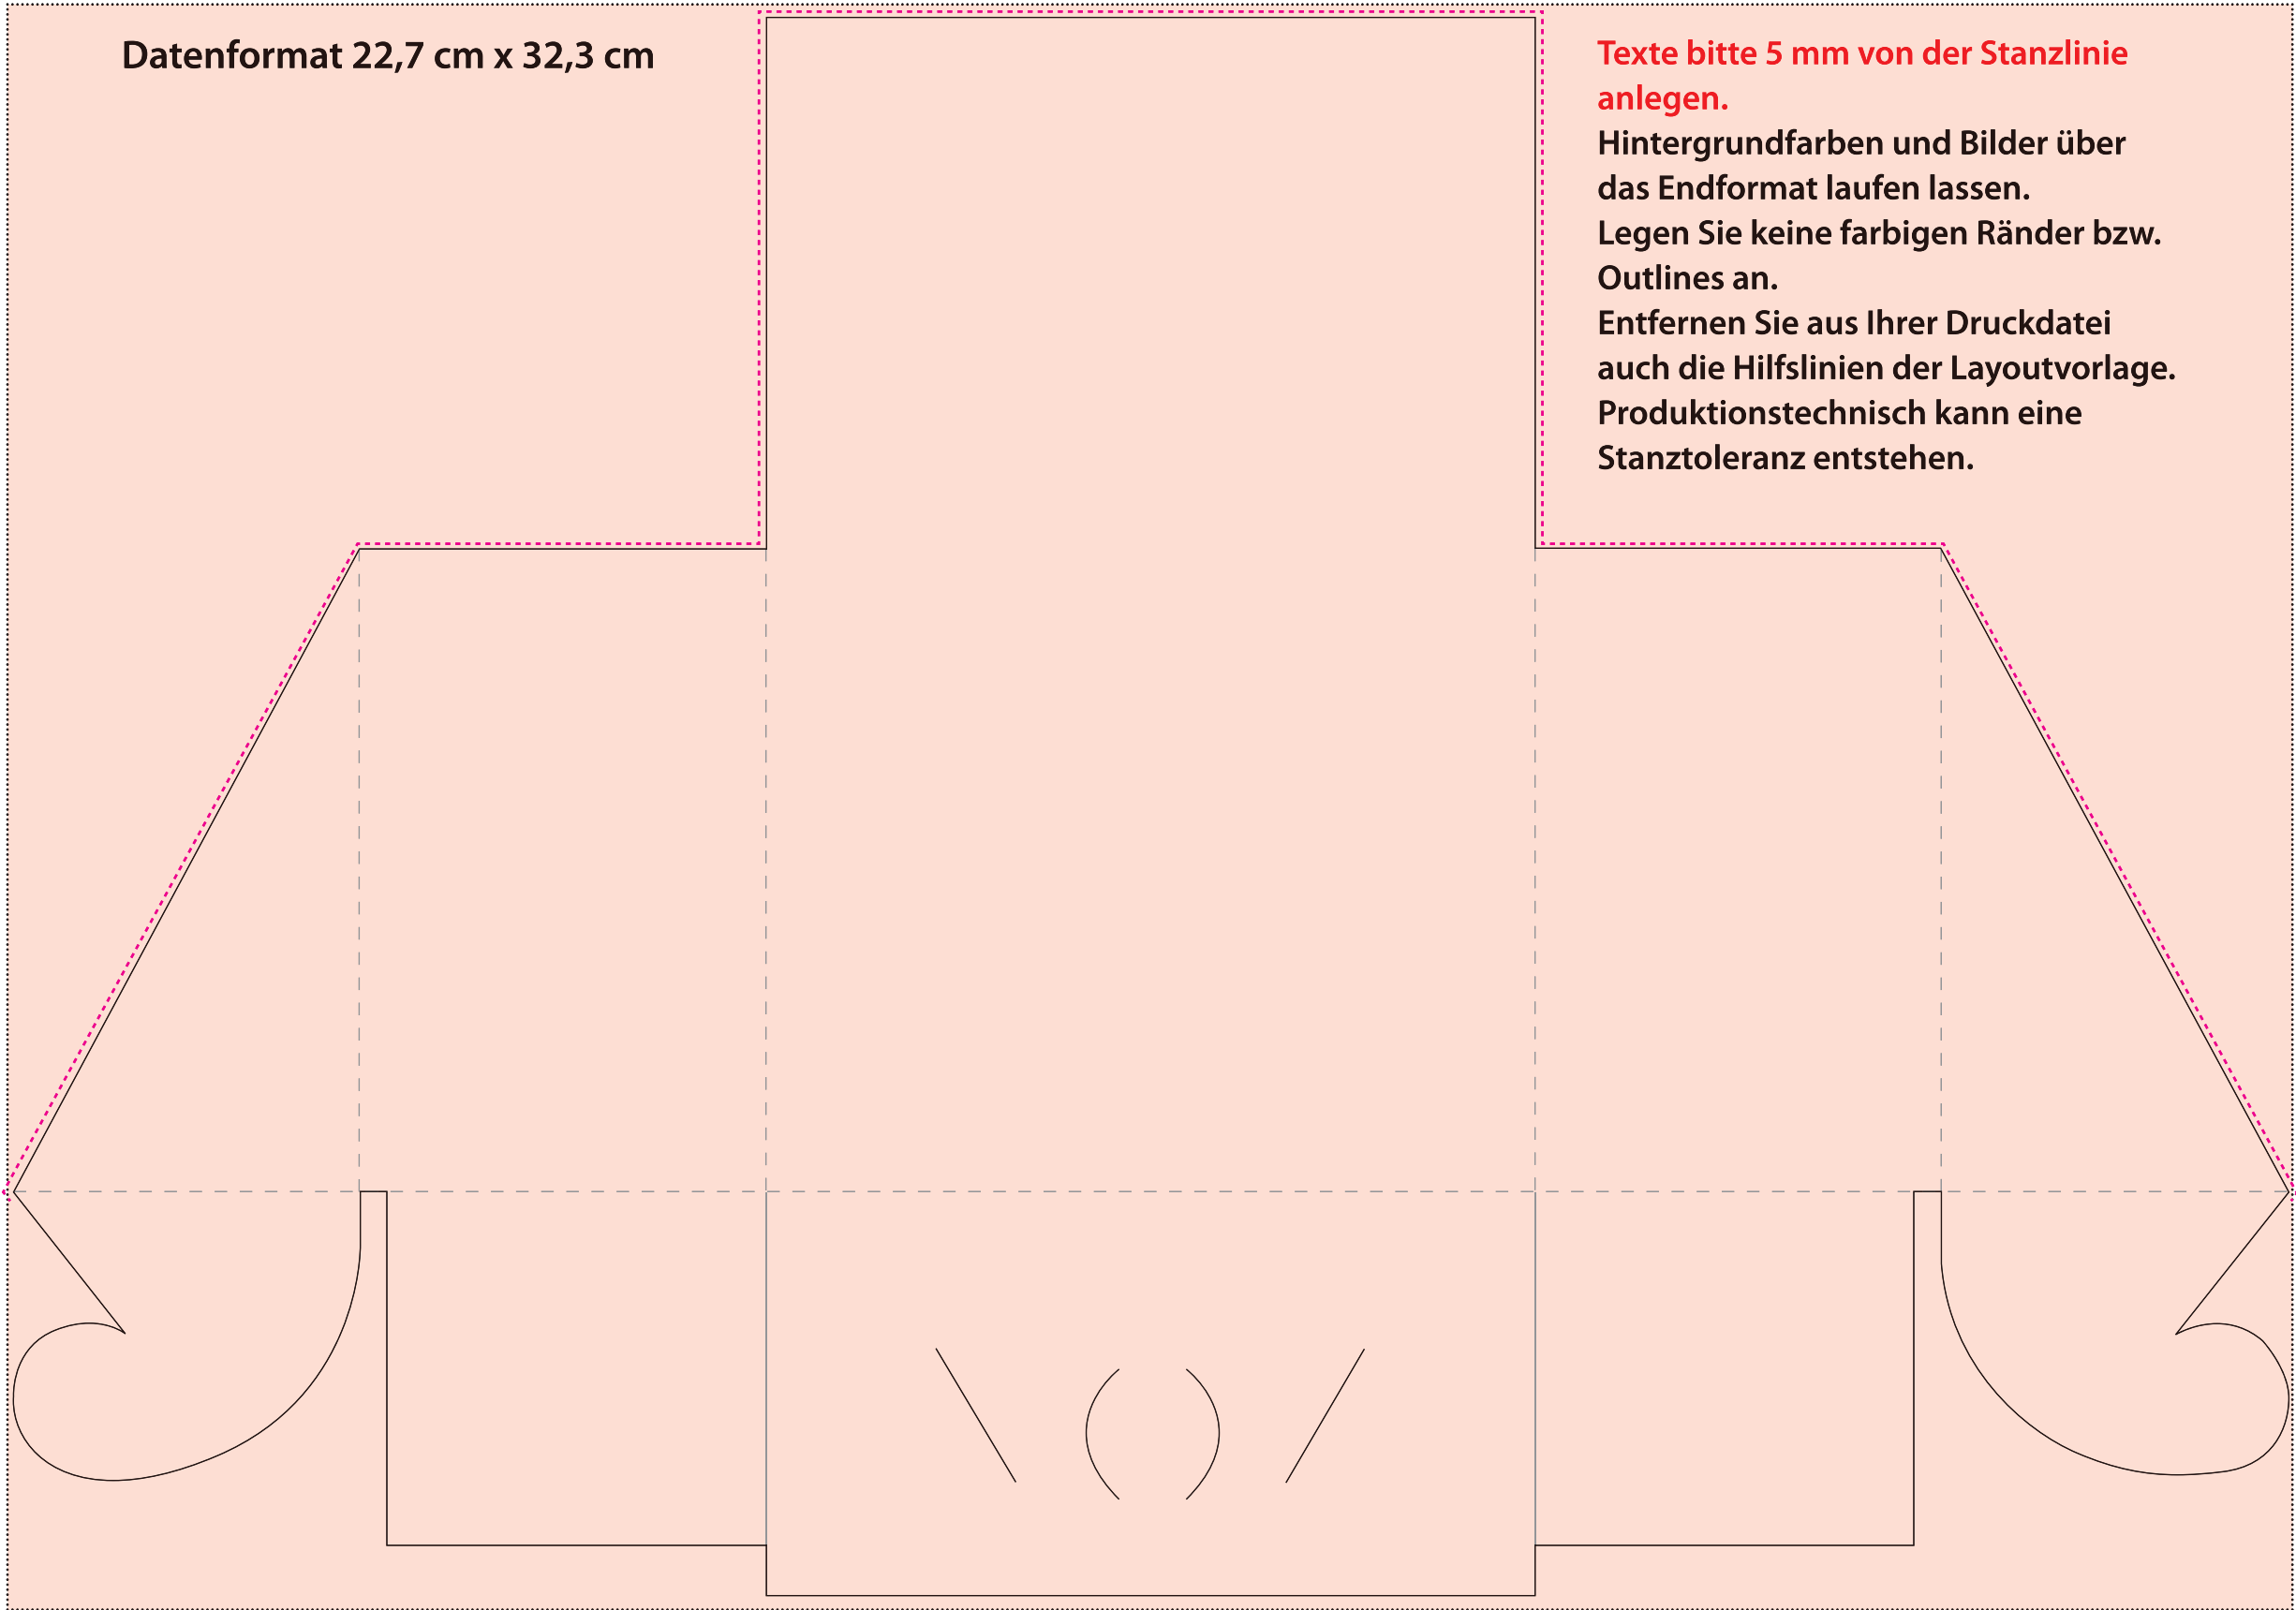 Datenformat 22,7 cm x 32,3 cm
Texte bitte 5 mm von der Stanzlinie
anlegen.
Hintergrundfarben und Bilder über
das Endformat laufen lassen.
Legen Sie keine farbigen Ränder bzw.
Outlines an.
Entfernen Sie aus Ihrer Druckdatei
auch die Hilfslinien der Layoutvorlage.
Produktionstechnisch kann eine
Stanztoleranz entstehen.